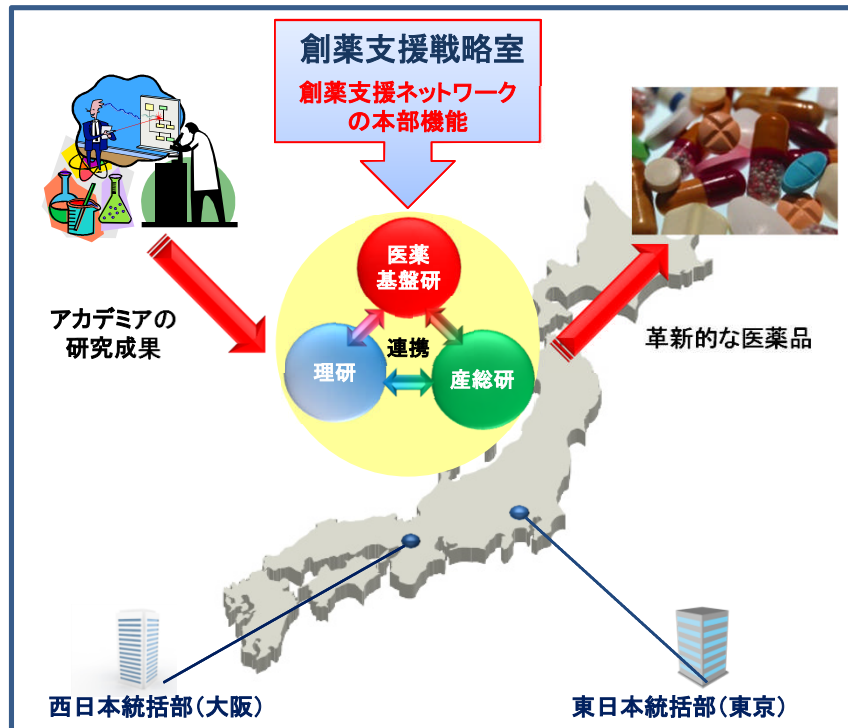 創薬支援戦略室
創薬支援ネットワーク
の本部機能
医薬
基盤研
アカデミアの
研究成果
連携
理研
産総研
革新的な医薬品
西日本統括部(大阪)
東日本統括部(東京)